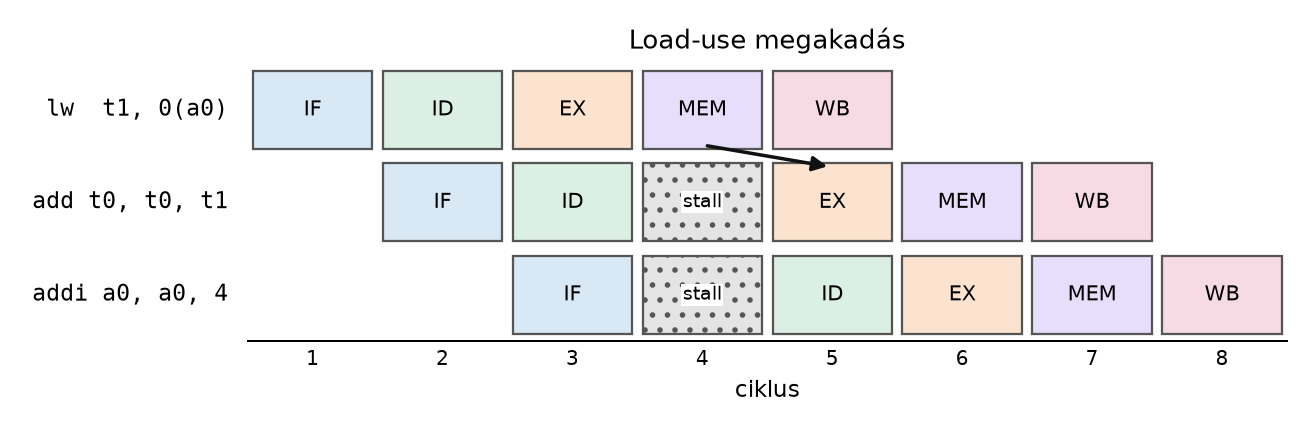 Load-use megakadás
lw  t1, 0(a0) IF ID EX MEM WB
add t0, t0, t1 IF ID stall EX MEM WB
addi a0, a0, 4 IF stall ID EX MEM WB
1 2 3 4 5 6 7 8
ciklus